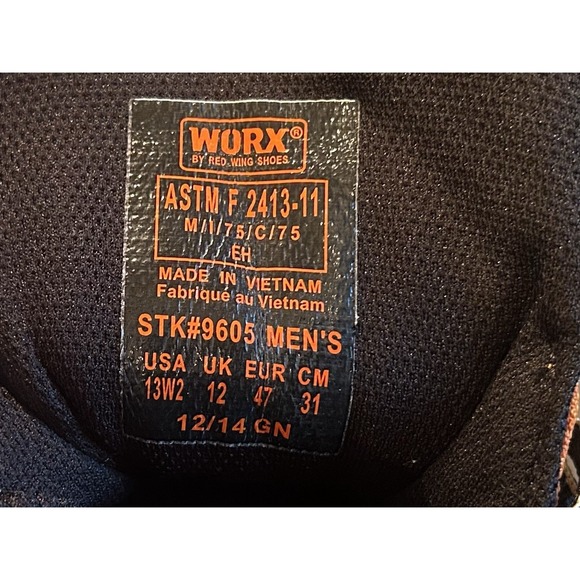 WORX®
BY RED WING SHOES
ASTM F 2413-11
M/I/75/C/75
EH
MADE IN VIETNAM
Fabriqué au Vietnam
STK#9605 MEN'S
USA UK EUR CM
13W2 12 47 31
12/14 GN